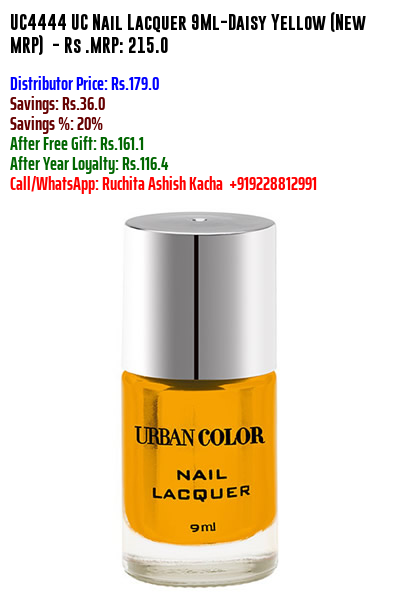 UC4444 UC Nail Lacquer 9Ml-Daisy Yellow (New
MRP) - Rs .MRP: 215.0
Distributor Price: Rs.179.0
Savings: Rs.36.0
Savings %: 20%
After Free Gift: Rs.161.1
After Year Loyalty: Rs.116.4
Call/WhatsApp: Ruchita Ashish Kacha +919228812991
URBAN COLOR
NAIL
LACQUER
9ml